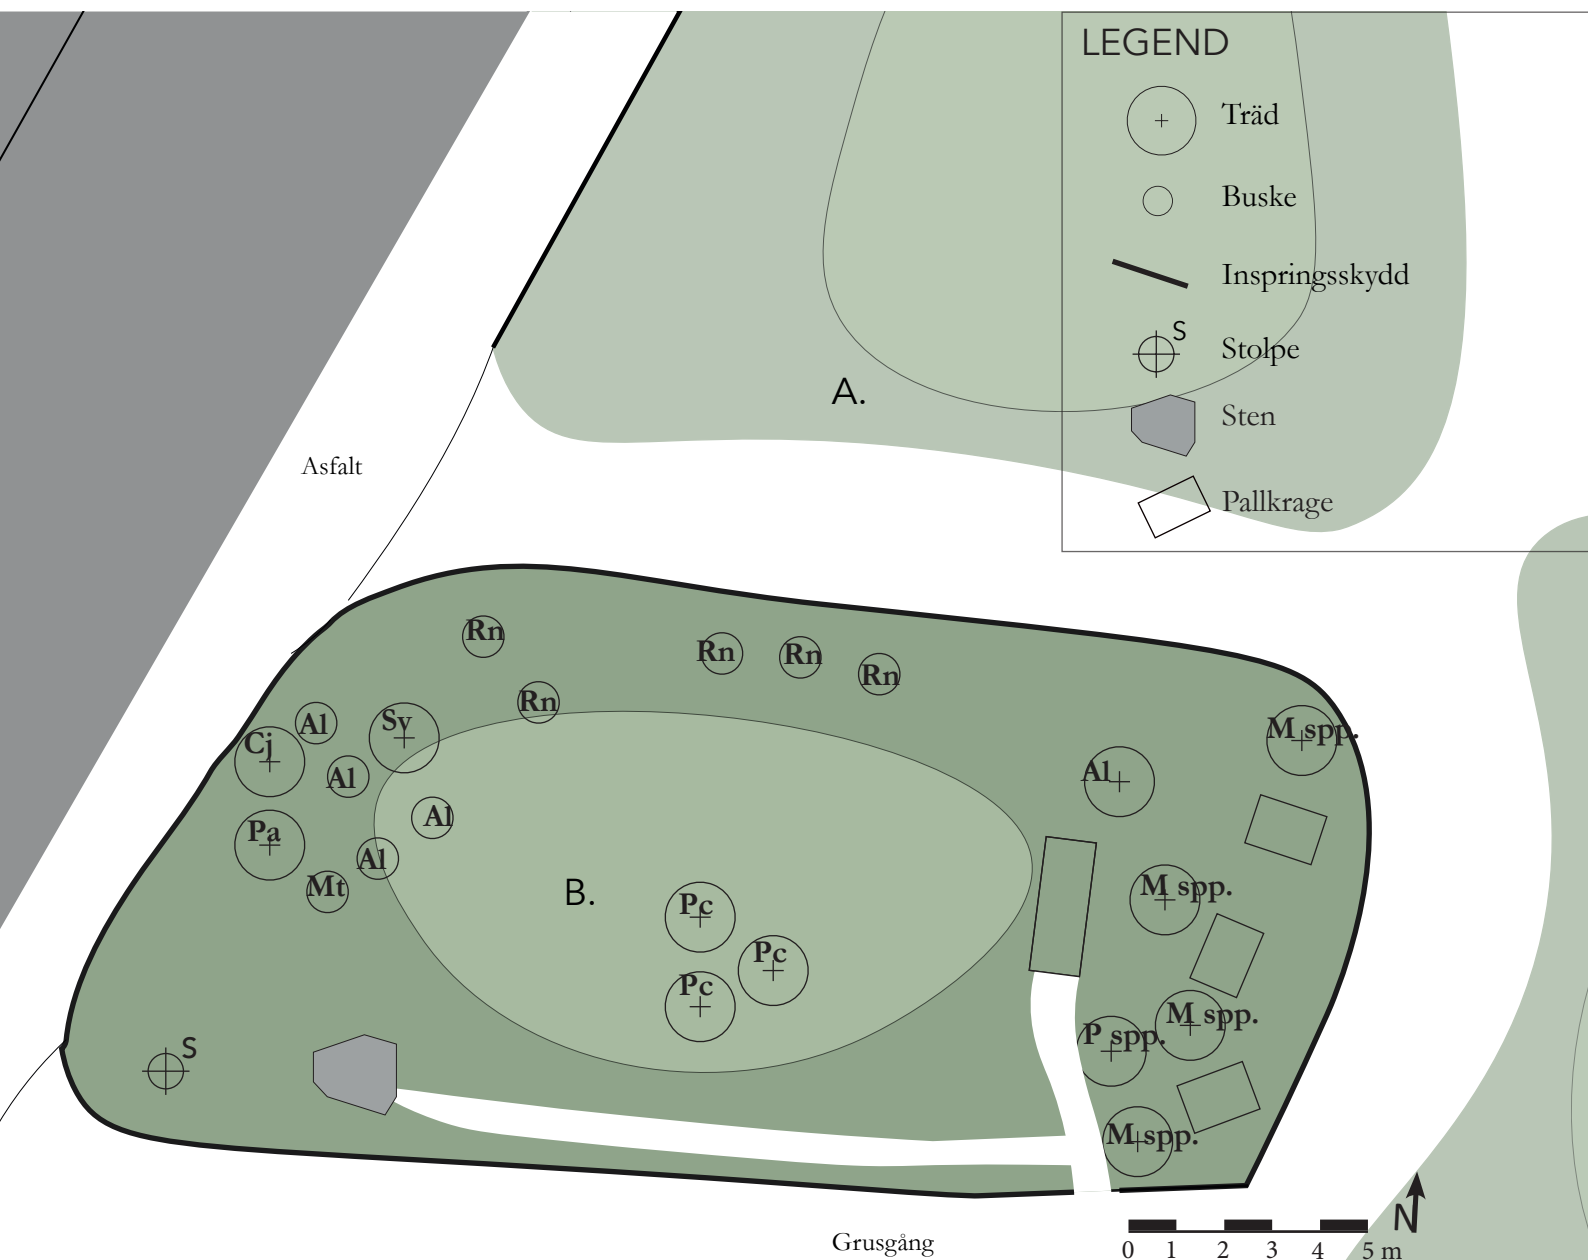 LEGEND
Träd
Buske
Inspringsskydd
S
Stolpe
A.
Sten
Asfalt
Pallkrage
Rn
Rn
Rn
Rn
Rn
Al
Sv
Cj
M spp.
Al
Al
Al
Pa
Al
Mt
B.
M spp.
Pc
Pc
Pc
M spp.
P spp.
S
M spp.
N
Grusgång
0 1 2 3 4 5 m